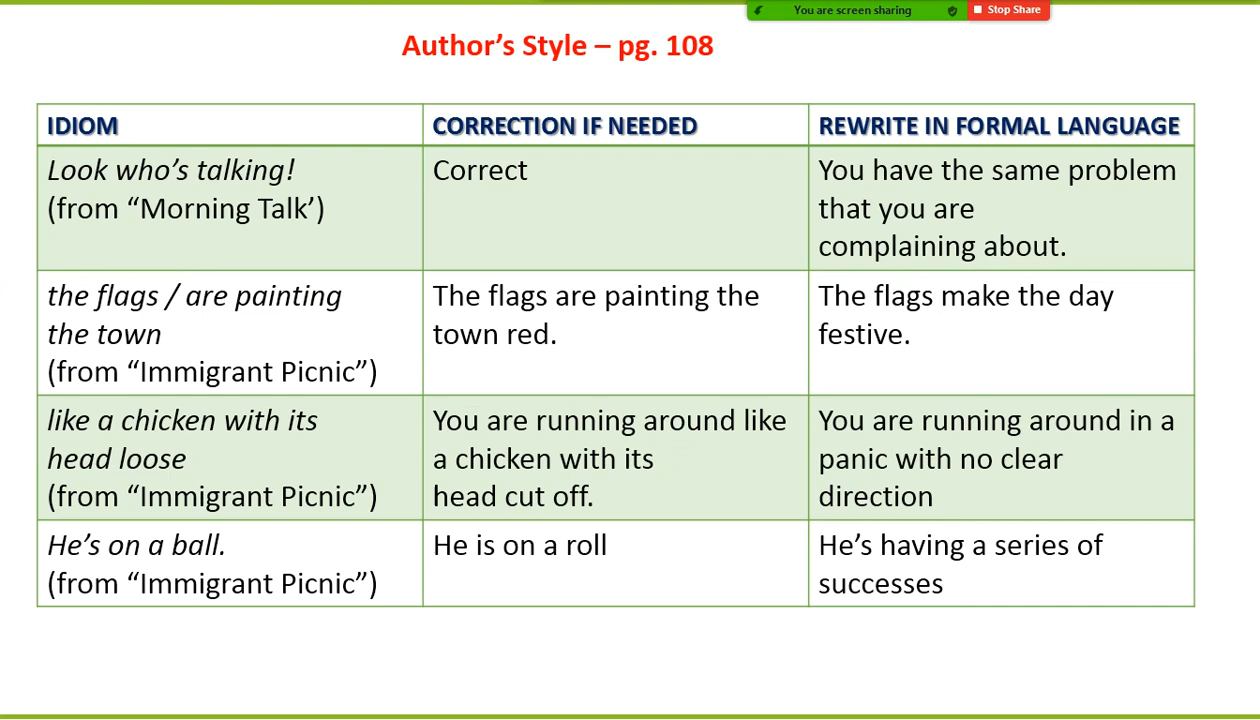 You are screen sharing
Stop Share
Author's Style – pg. 108
IDIOM
CORRECTION IF NEEDED
REWRITE IN FORMAL LANGUAGE
Look who's talking!
(from “Morning Talk’)
Correct
You have the same problem
that you are
complaining about.
the flags / are painting
the town
(from “Immigrant Picnic”)
The flags are painting the
town red.
The flags make the day
festive.
like a chicken with its
head loose
(from “Immigrant Picnic”)
You are running around like
a chicken with its
head cut off.
You are running around in a
panic with no clear
direction
He’s on a ball.
(from “Immigrant Picnic”)
He is on a roll
He’s having a series of
successes